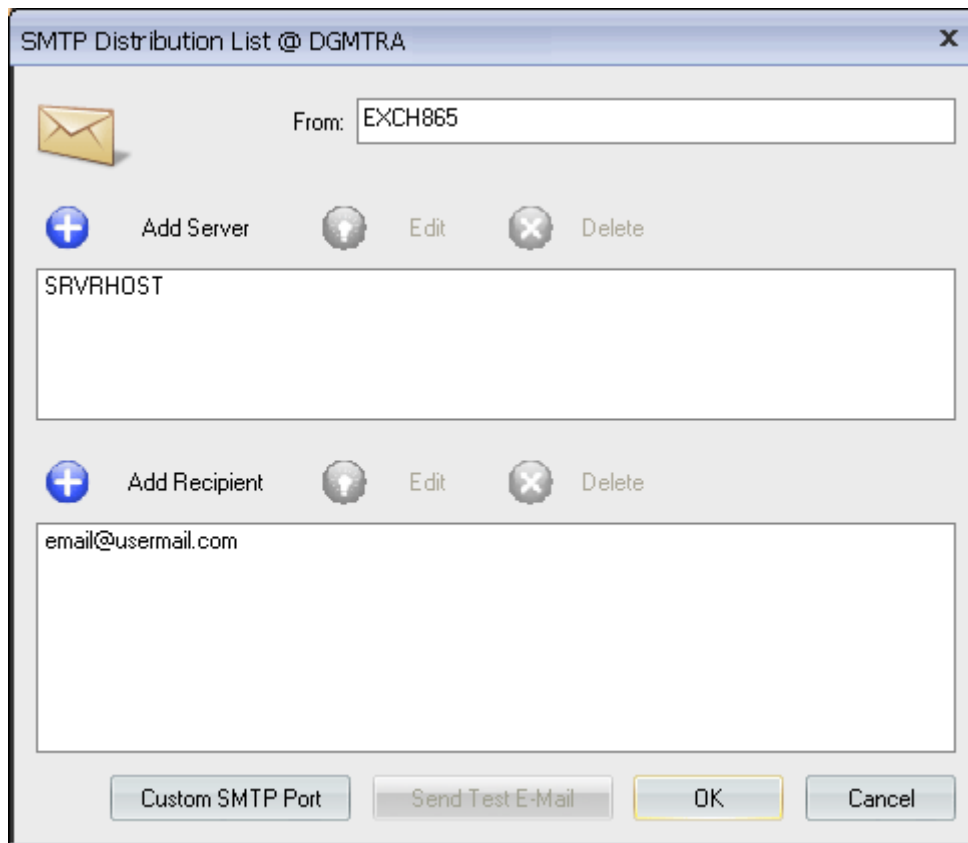 SMTP Distribution List @ DGMTRA
From: EXCH865
Add Server Edit Delete
SRVRHOST
Add Recipient Edit Delete
email@usermail.com
Custom SMTP Port Send Test E-Mail OK Cancel